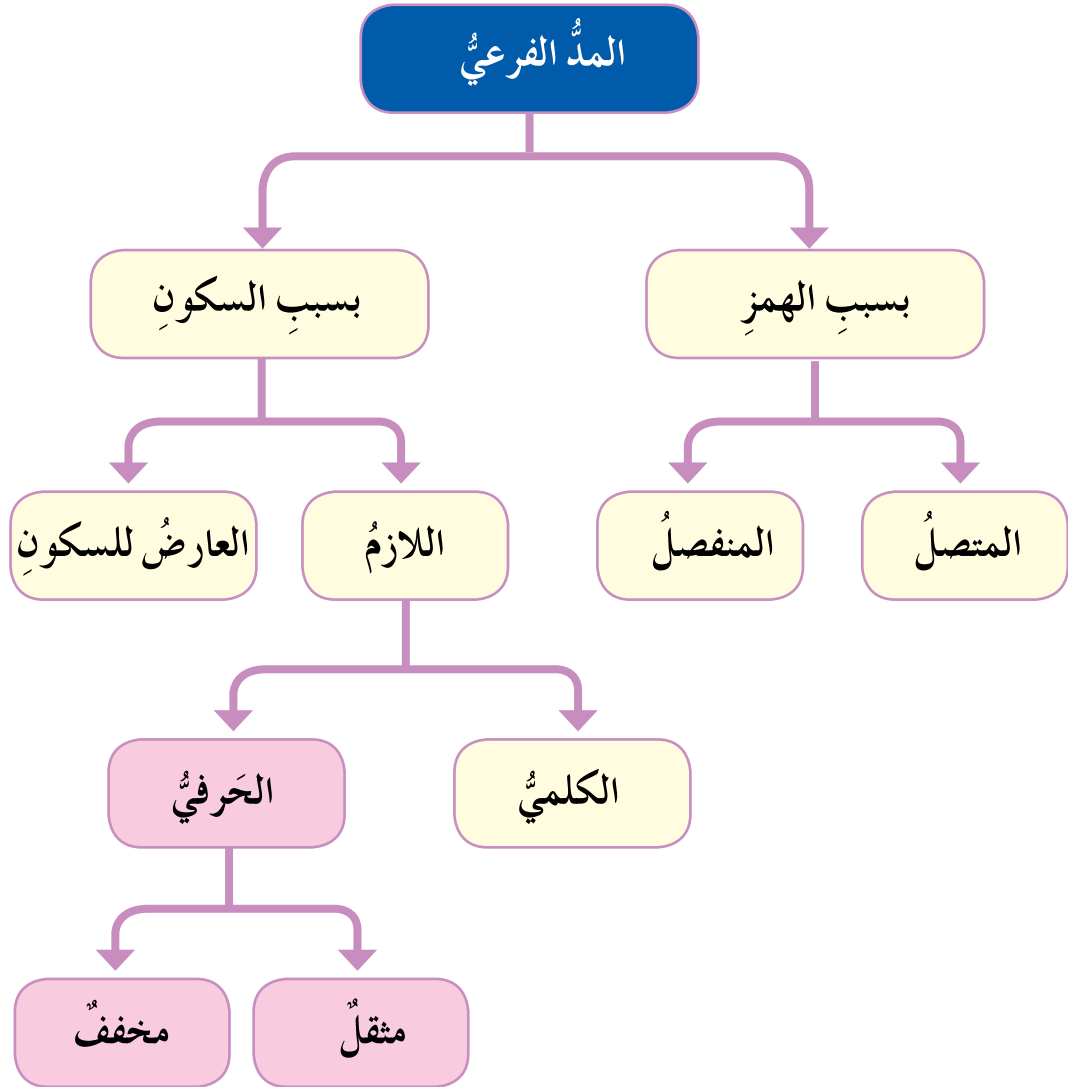 المدُّ الفرعيُّ
بسببِ الهمزِ
بسببِ السكونِ
المتصلُ
المنفصلُ
اللازمُ
العارضُ للسكونِ
الكلميُّ
الحَرفيُّ
مثقلٌ
مخففٌ